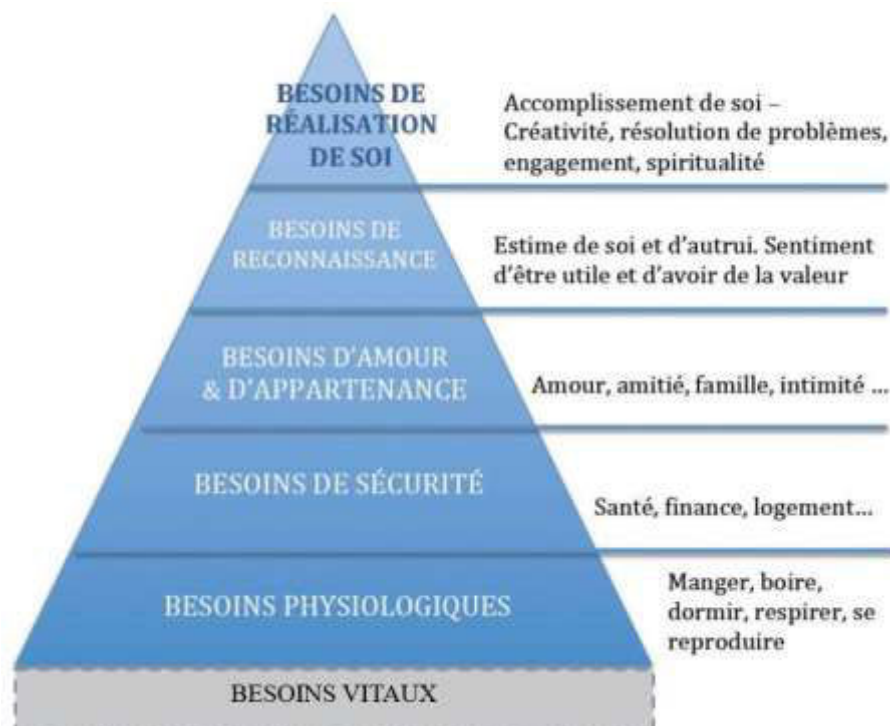 BESOINS DE
RÉALISATION
DE SOI
Accomplissement de soi –
Créativité, résolution de problèmes,
engagement, spiritualité
BESOINS DE
RECONNAISSANCE
Estime de soi et d'autrui. Sentiment
d'être utile et d'avoir de la valeur
BESOINS D'AMOUR
& D'APPARTENANCE
Amour, amitié, famille, intimité ...
BESOINS DE SÉCURITÉ
Santé, finance, logement...
BESOINS PHYSIOLOGIQUES
Manger, boire,
dormir, respirer, se
reproduire
BESOINS VITAUX